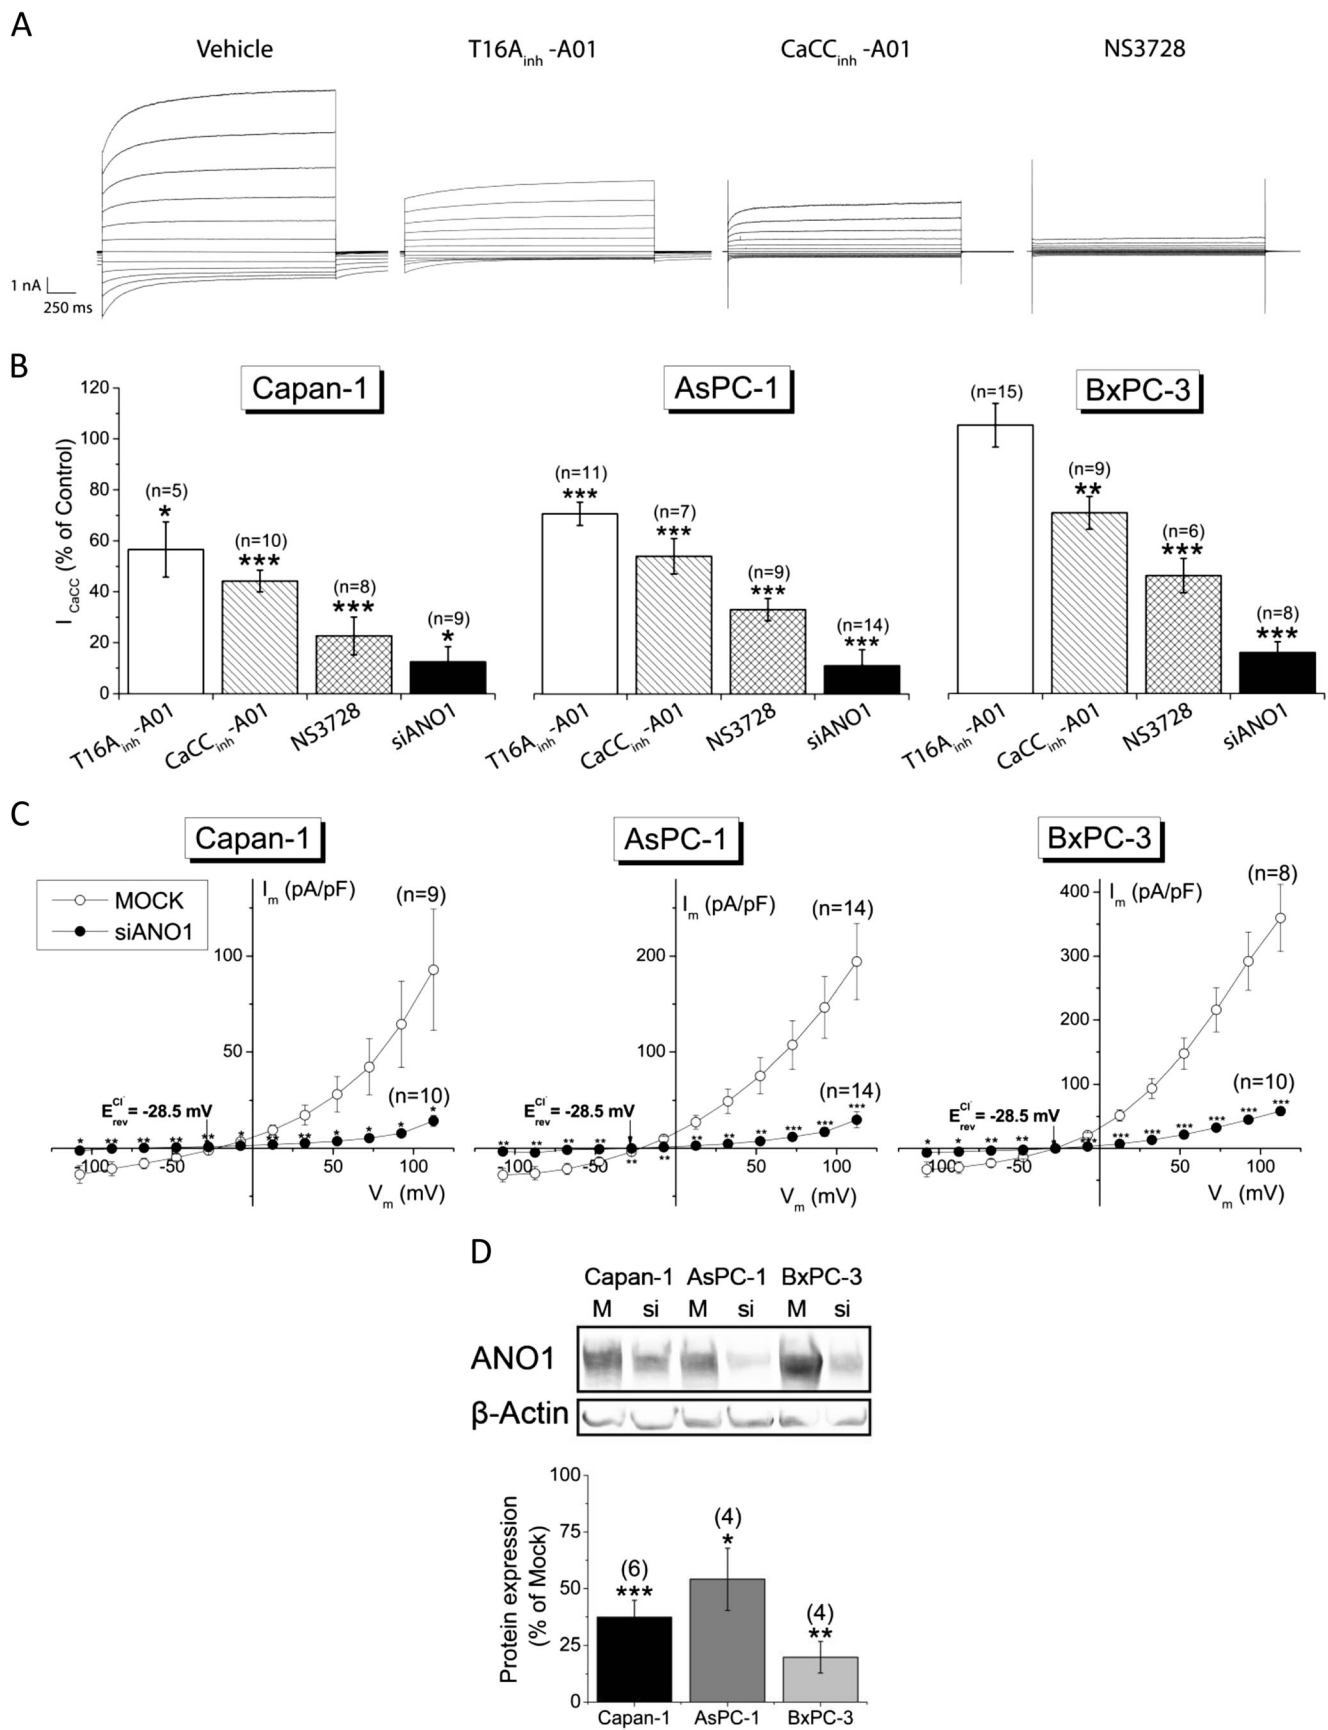 A
Vehicle
T16Ainh -A01
CaCCinh -A01
NS3728
1 nA
250 ms
B
Capan-1
AsPC-1
BxPC-3
I CaCC (% of Control)
120
100
80
60
40
20
0
(n=5)
*
(n=10)
***
(n=8)
***
(n=9)
*
(n=11)
***
(n=7)
***
(n=9)
***
(n=14)
***
(n=15)
(n=9)
**
(n=6)
***
(n=8)
***
T16Ainh-A01
CaCCinh-A01
NS3728
siANO1
T16Ainh-A01
CaCCinh-A01
NS3728
siANO1
T16Ainh-A01
CaCCinh-A01
NS3728
siANO1
C
Capan-1
AsPC-1
BxPC-3
MOCK
siANO1
Im (pA/pF)
(n=9)
100
50
(n=10)
ErevCl- = -28.5 mV
-100 -50 50 100
Vm (mV)
Im (pA/pF)
(n=14)
200
100
(n=14)
ErevCl- = -28.5 mV
-100 -50 50 100
Vm (mV)
Im (pA/pF)
(n=8)
400
300
200
100
(n=10)
ErevCl- = -28.5 mV
-100 -50 50 100
Vm (mV)
D
Capan-1 AsPC-1 BxPC-3
M si M si M si
ANO1
β-Actin
Protein expression
(% of Mock)
100
75
50
25
0
(6)
***
(4)
*
(4)
**
Capan-1 AsPC-1 BxPC-3